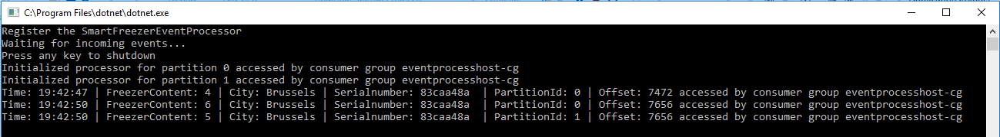 C:\Program Files\dotnet\dotnet.exe
Register the SmartFreezerEventProcessor
Waiting for incoming events...
Press any key to shutdown
Initialized processor for partition 0 accessed by consumer group eventprocesshost-cg
Initialized processor for partition 1 accessed by consumer group eventprocesshost-cg
Time: 19:42:47 | FreezerContent: 4 | City: Brussels | Serialnumber: 83caa48a  | PartitionId: 0 | Offset: 7472 accessed by consumer group eventprocesshost-cg
Time: 19:42:50 | FreezerContent: 6 | City: Brussels | Serialnumber: 83caa48a  | PartitionId: 0 | Offset: 7656 accessed by consumer group eventprocesshost-cg
Time: 19:42:50 | FreezerContent: 5 | City: Brussels | Serialnumber: 83caa48a  | PartitionId: 1 | Offset: 7656 accessed by consumer group eventprocesshost-cg